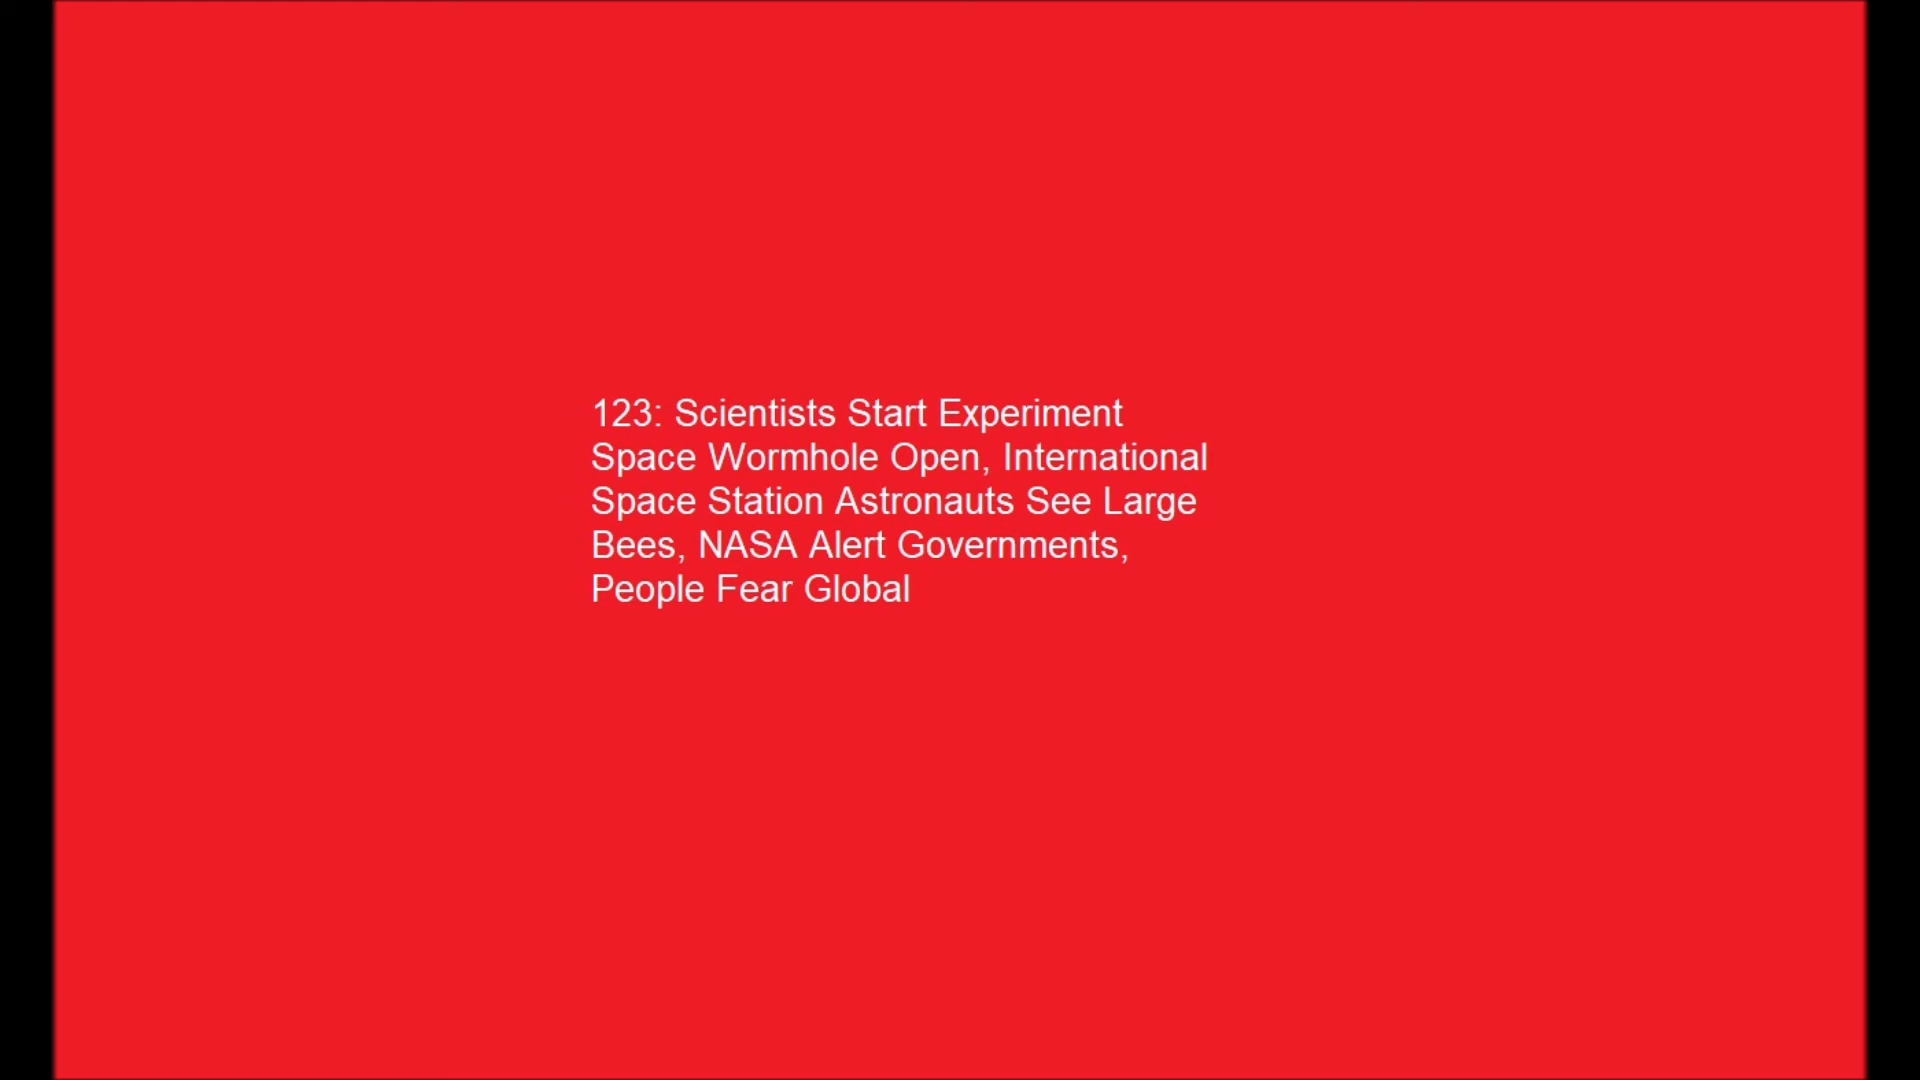 123: Scientists Start Experiment
Space Wormhole Open, International
Space Station Astronauts See Large
Bees, NASA Alert Governments,
People Fear Global